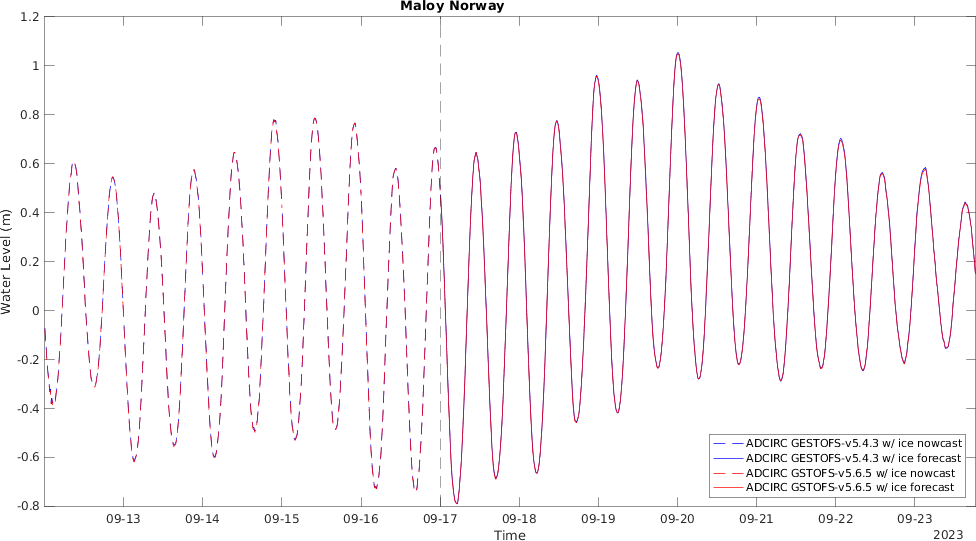 Maloy Norway
1.2
1
0.8
0.6
0.4
0.2
0
-0.2
-0.4
-0.6
-0.8
Water Level (m)
ADCIRC GESTOFS-v5.4.3 w/ ice nowcast
ADCIRC GESTOFS-v5.4.3 w/ ice forecast
ADCIRC GSTOFS-v5.6.5 w/ ice nowcast
ADCIRC GSTOFS-v5.6.5 w/ ice forecast
09-13 09-14 09-15 09-16 09-17 09-18 09-19 09-20 09-21 09-22 09-23
Time
2023